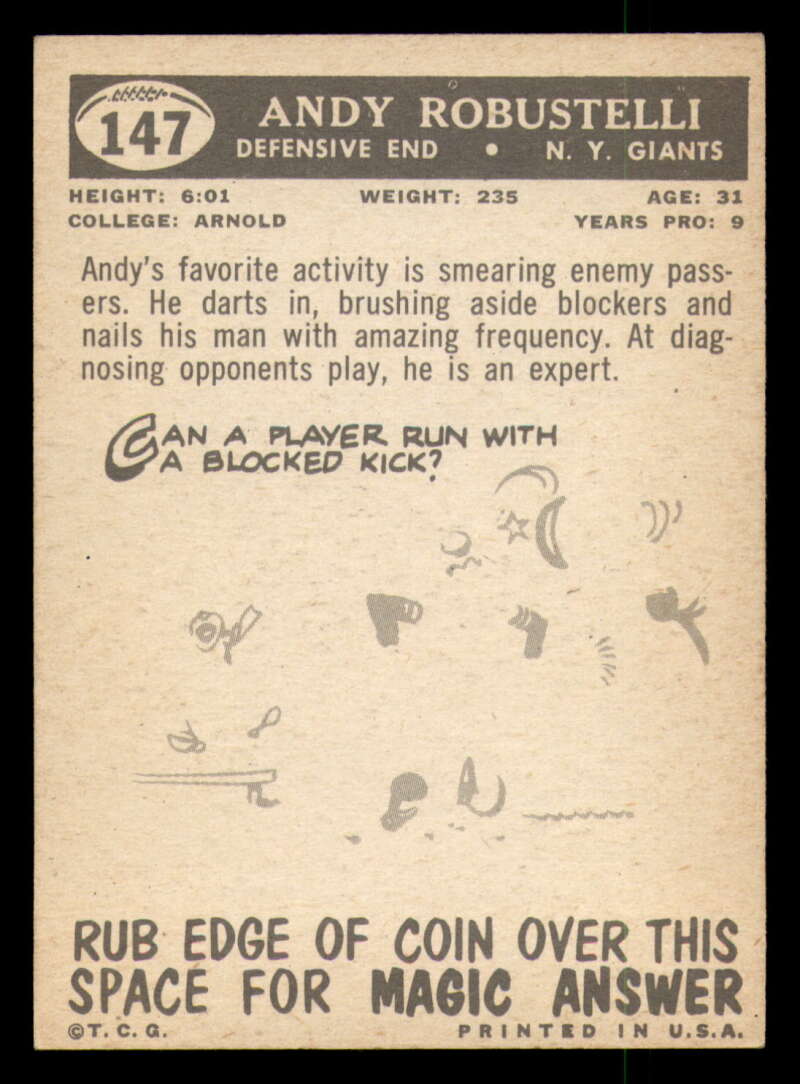 147
ANDY ROBUSTELLI
DEFENSIVE END • N. Y. GIANTS
HEIGHT: 6:01 WEIGHT: 235 AGE: 31
COLLEGE: ARNOLD YEARS PRO: 9
Andy's favorite activity is smearing enemy pass-
ers. He darts in, brushing aside blockers and
nails his man with amazing frequency. At diag-
nosing opponents play, he is an expert.
CAN A PLAYER RUN WITH
A BLOCKED KICK?
RUB EDGE OF COIN OVER THIS
SPACE FOR MAGIC ANSWER
©T. C. G. PRINTED IN U.S.A.